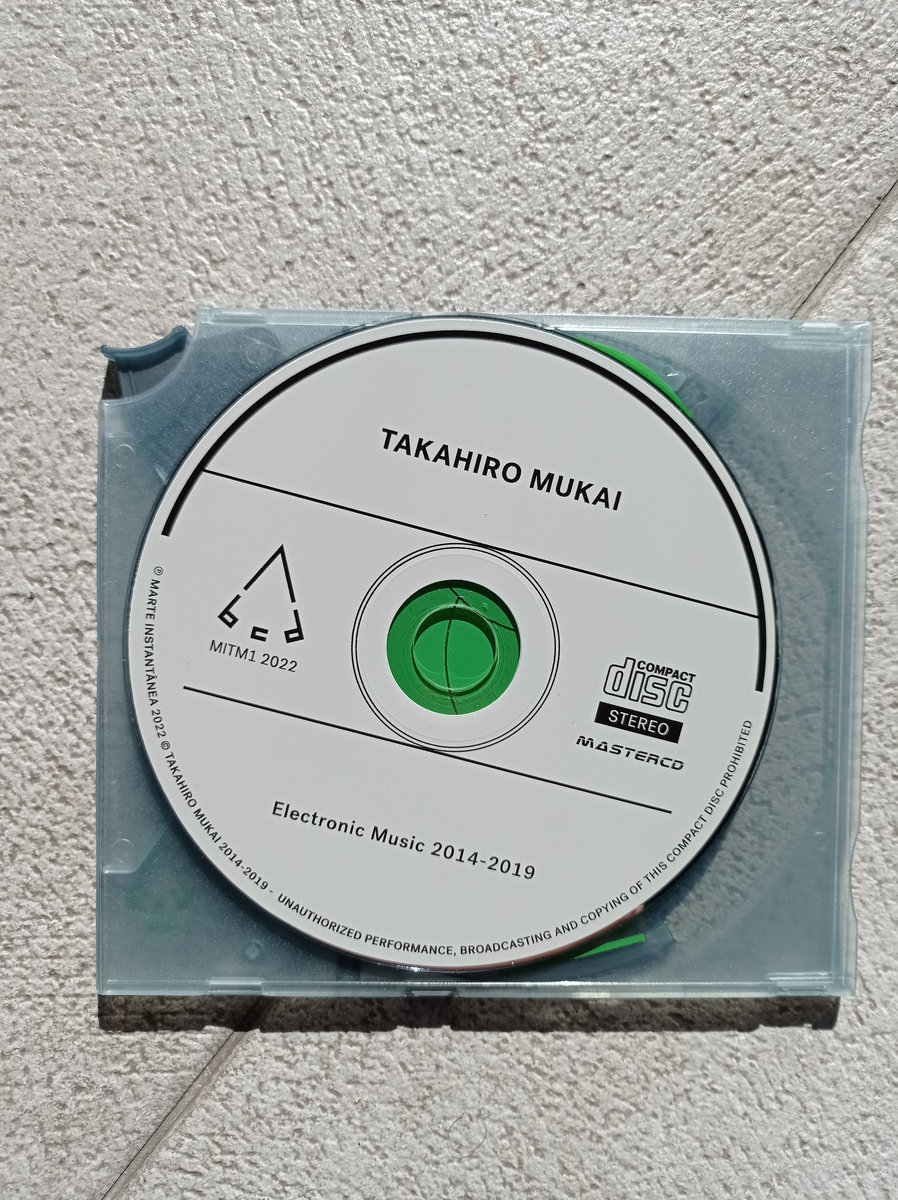 TAKAHIRO MUKAI
MITM1 2022
COMPACT
disc
STEREO
MASTERCD
Electronic Music 2014-2019
℗ MARTE INSTANTÂNEA 2022 © TAKAHIRO MUKAI 2014-2019 - UNAUTHORIZED PERFORMANCE, BROADCASTING AND COPYING OF THIS COMPACT DISC PROHIBITED